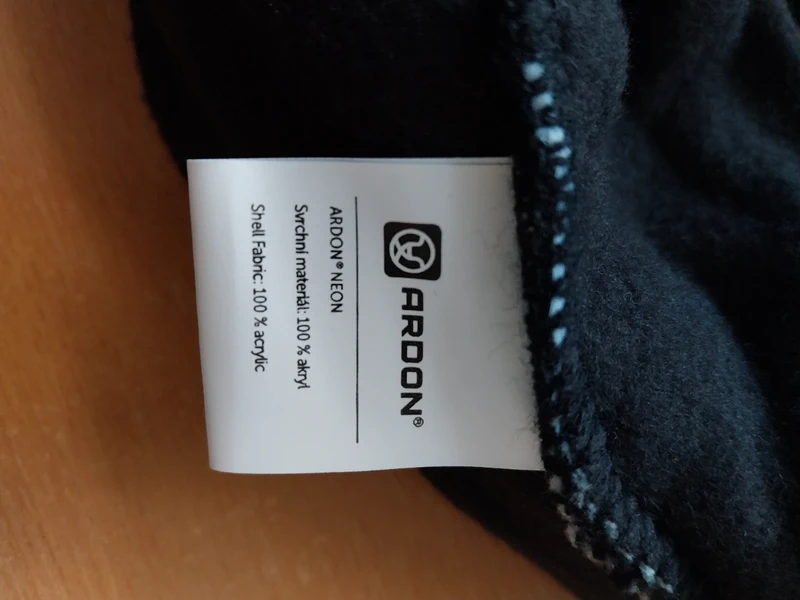 ARDON®
ARDON® NEON
Svrchní materiál: 100 % akryl
Shell Fabric: 100 % acrylic